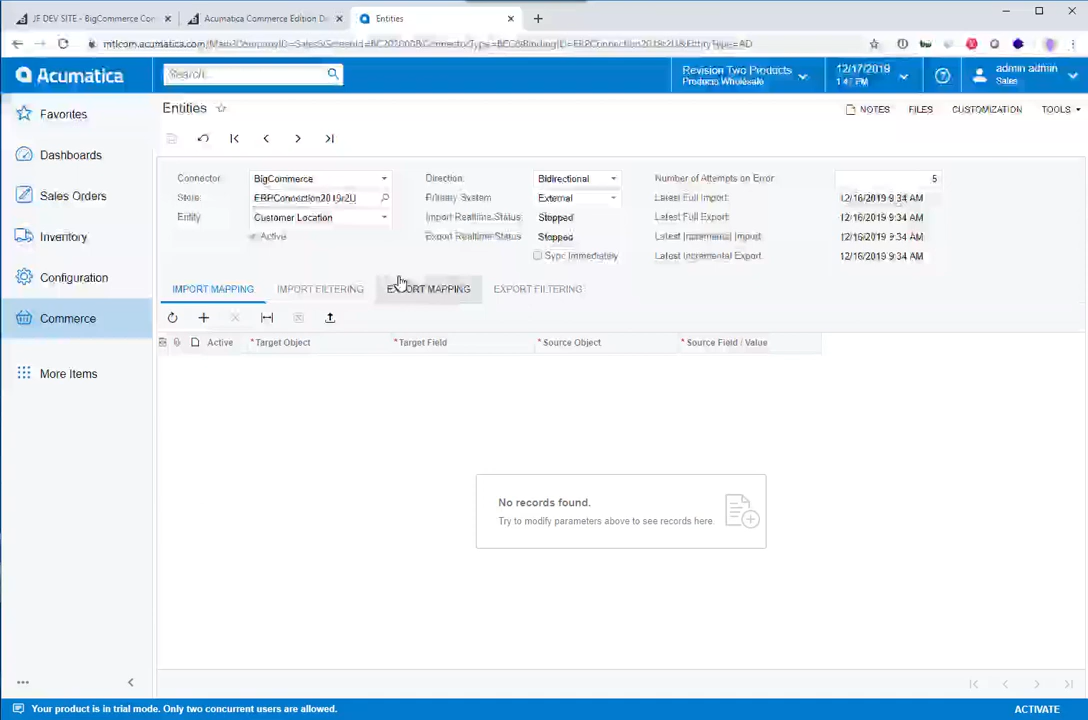 JF DEV SITE - BigCommerce Con
Acumatica Commerce Edition De
Entities
Acumatica
Search...
Revision Two Products
Products Wholesale
12/17/2019
admin admin
Sales
Entities
NOTES
FILES
CUSTOMIZATION
TOOLS
Favorites
Dashboards
Sales Orders
Inventory
Configuration
Commerce
More Items
Connector:
BigCommerce
Direction:
Bidirectional
Number of Attempts on Error:
5
Store:
ERPConnection2019r2U
Primary System
External
Latest Full Import:
12/16/2019 9:34 AM
Entity
Customer Location
Import Realtime Status
Stopped
Latest Full Export:
12/16/2019 9:34 AM
Active
Export Realtime Status
Stopped
Latest Incremental Import
12/16/2019 9:34 AM
Sync Immediately
Latest Incremental Export
12/16/2019 9:34 AM
IMPORT MAPPING
IMPORT FILTERING
EXPORT MAPPING
EXPORT FILTERING
Active
* Target Object
* Target Field
* Source Object
* Source Field / Value
No records found.
Try to modify parameters above to see records here.
Your product is in trial mode. Only two concurrent users are allowed.
ACTIVATE